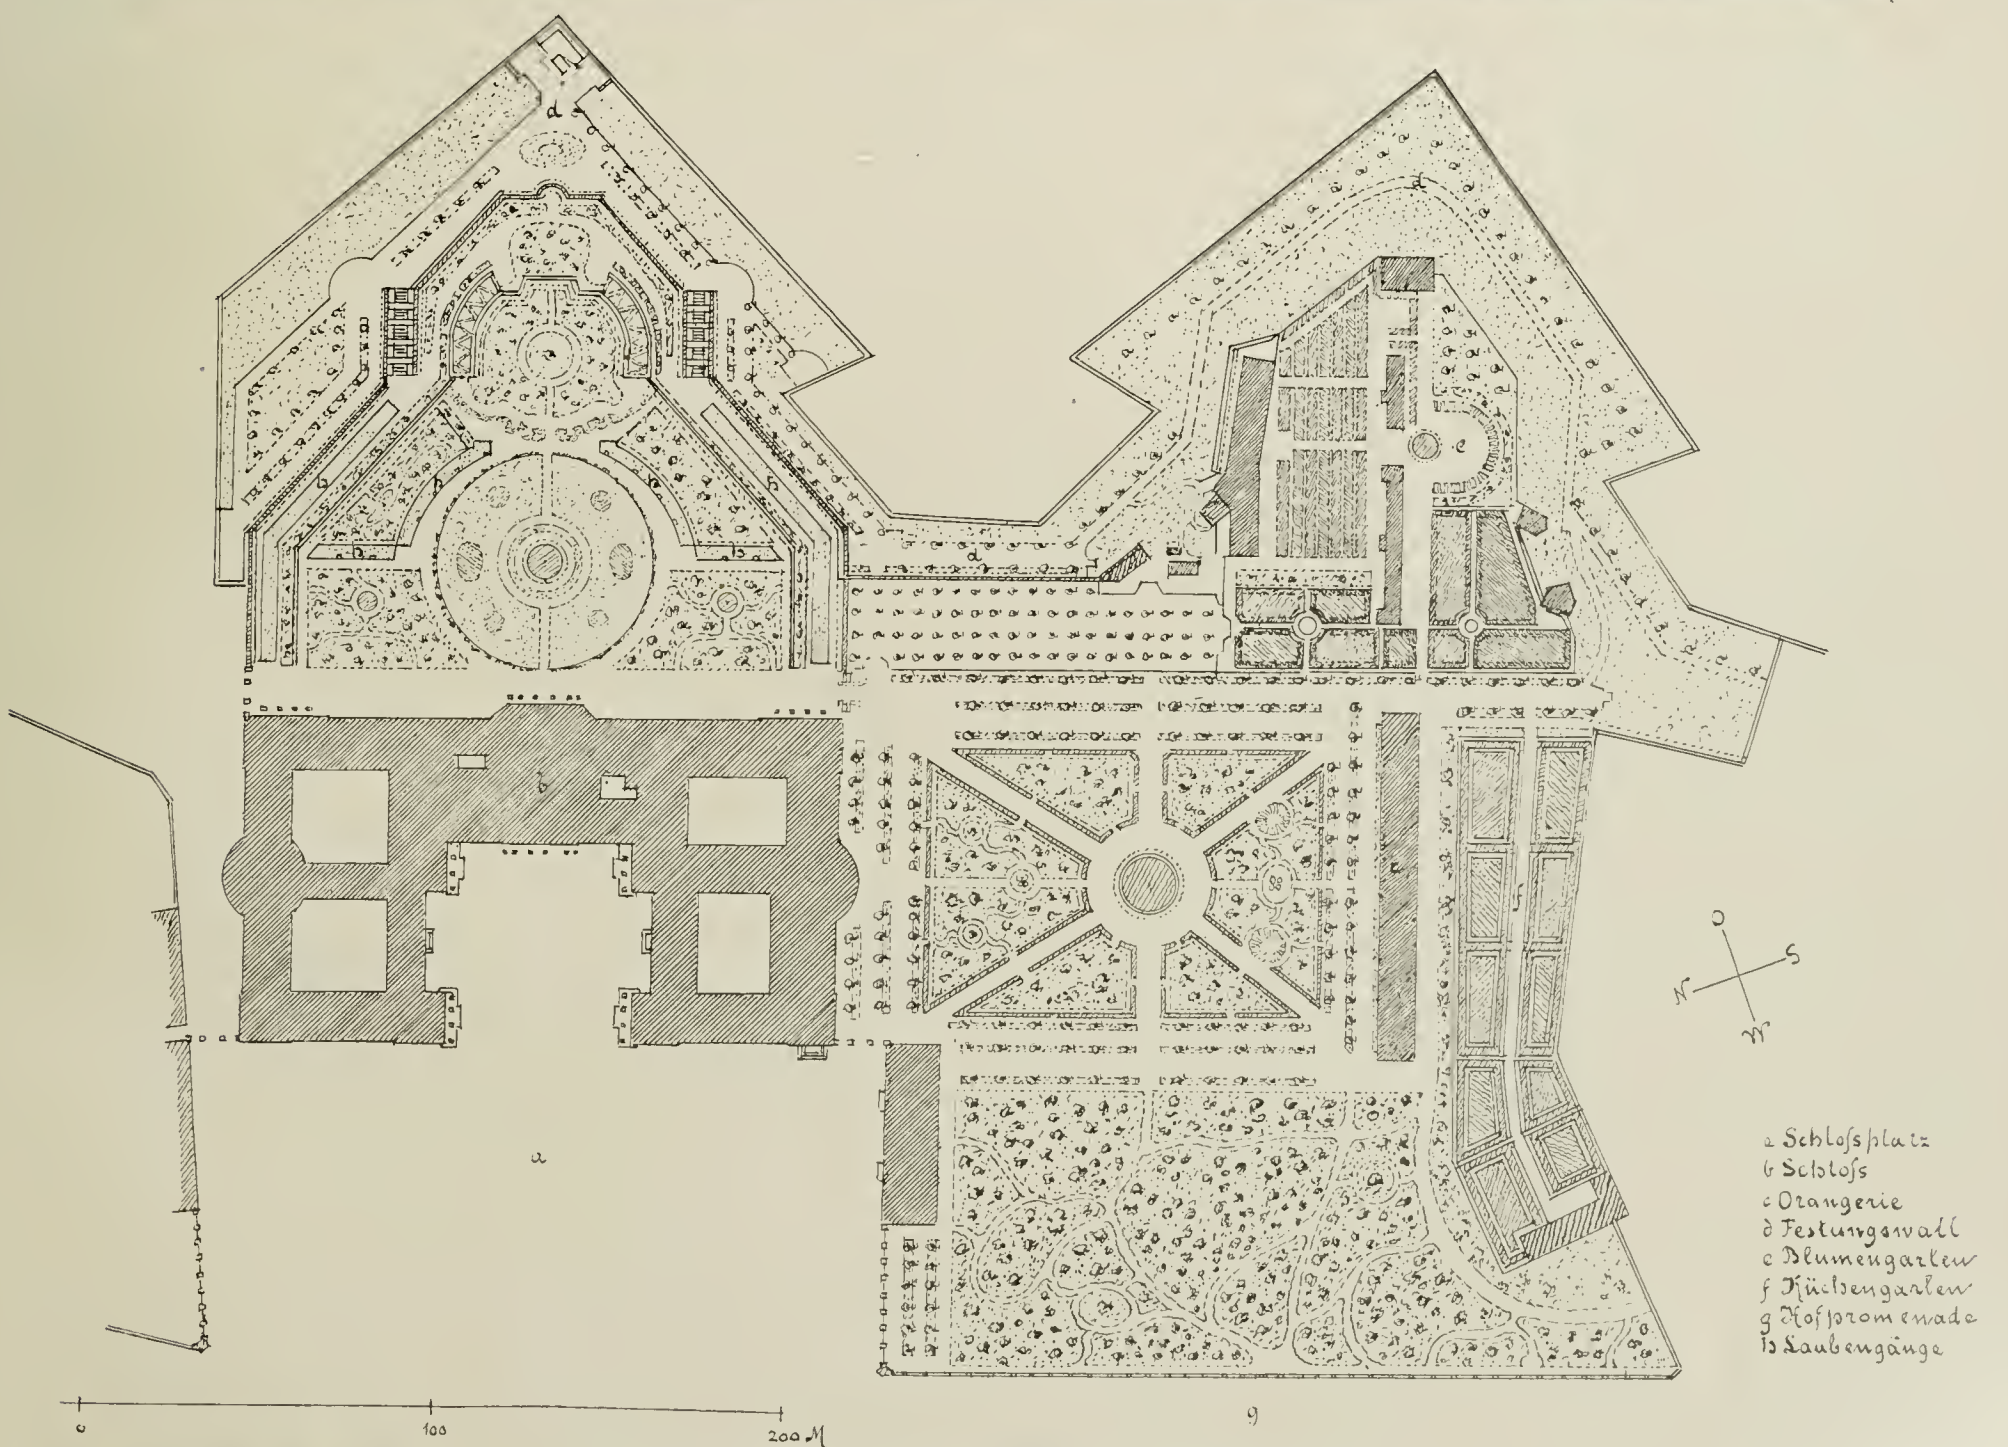 n
d
a
e
h
h
h
h
d
b
c
f
O
S
N
W
a
a Schloſsplatz
b Schloſs
c Orangerie
d Festungswall
e Blumengarten
f Küchengarten
g Hofpromenade
h Laubengänge
g
0 100 200 M